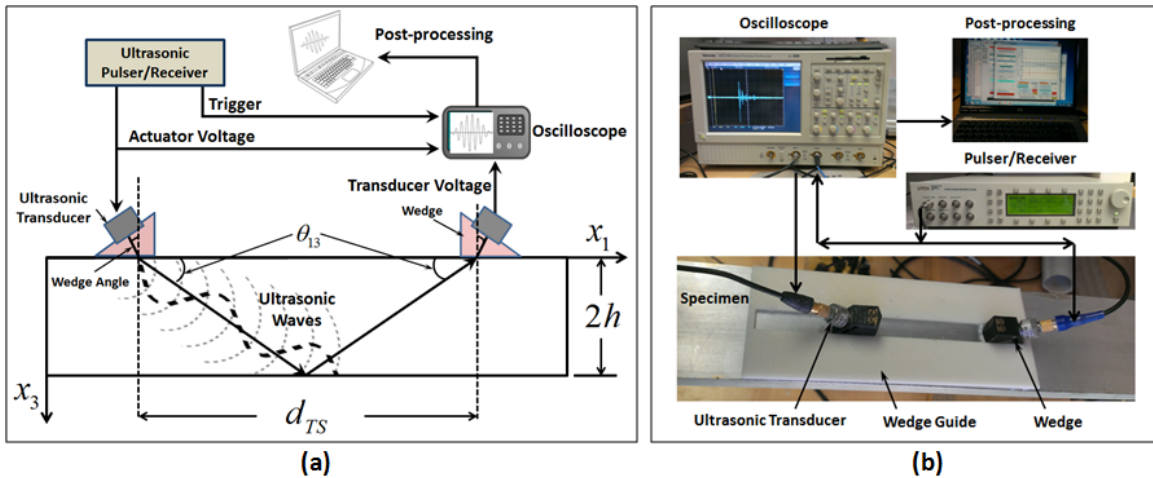 Ultrasonic
Pulser/Receiver
Post-processing
Trigger
Oscilloscope
Actuator Voltage
Ultrasonic
Transducer
Transducer Voltage
Wedge
θ13
x1
Wedge Angle
Ultrasonic
Waves
2h
x3
dTS
(a)
Oscilloscope
Post-processing
Pulser/Receiver
Specimen
Ultrasonic Transducer
Wedge Guide
Wedge
(b)